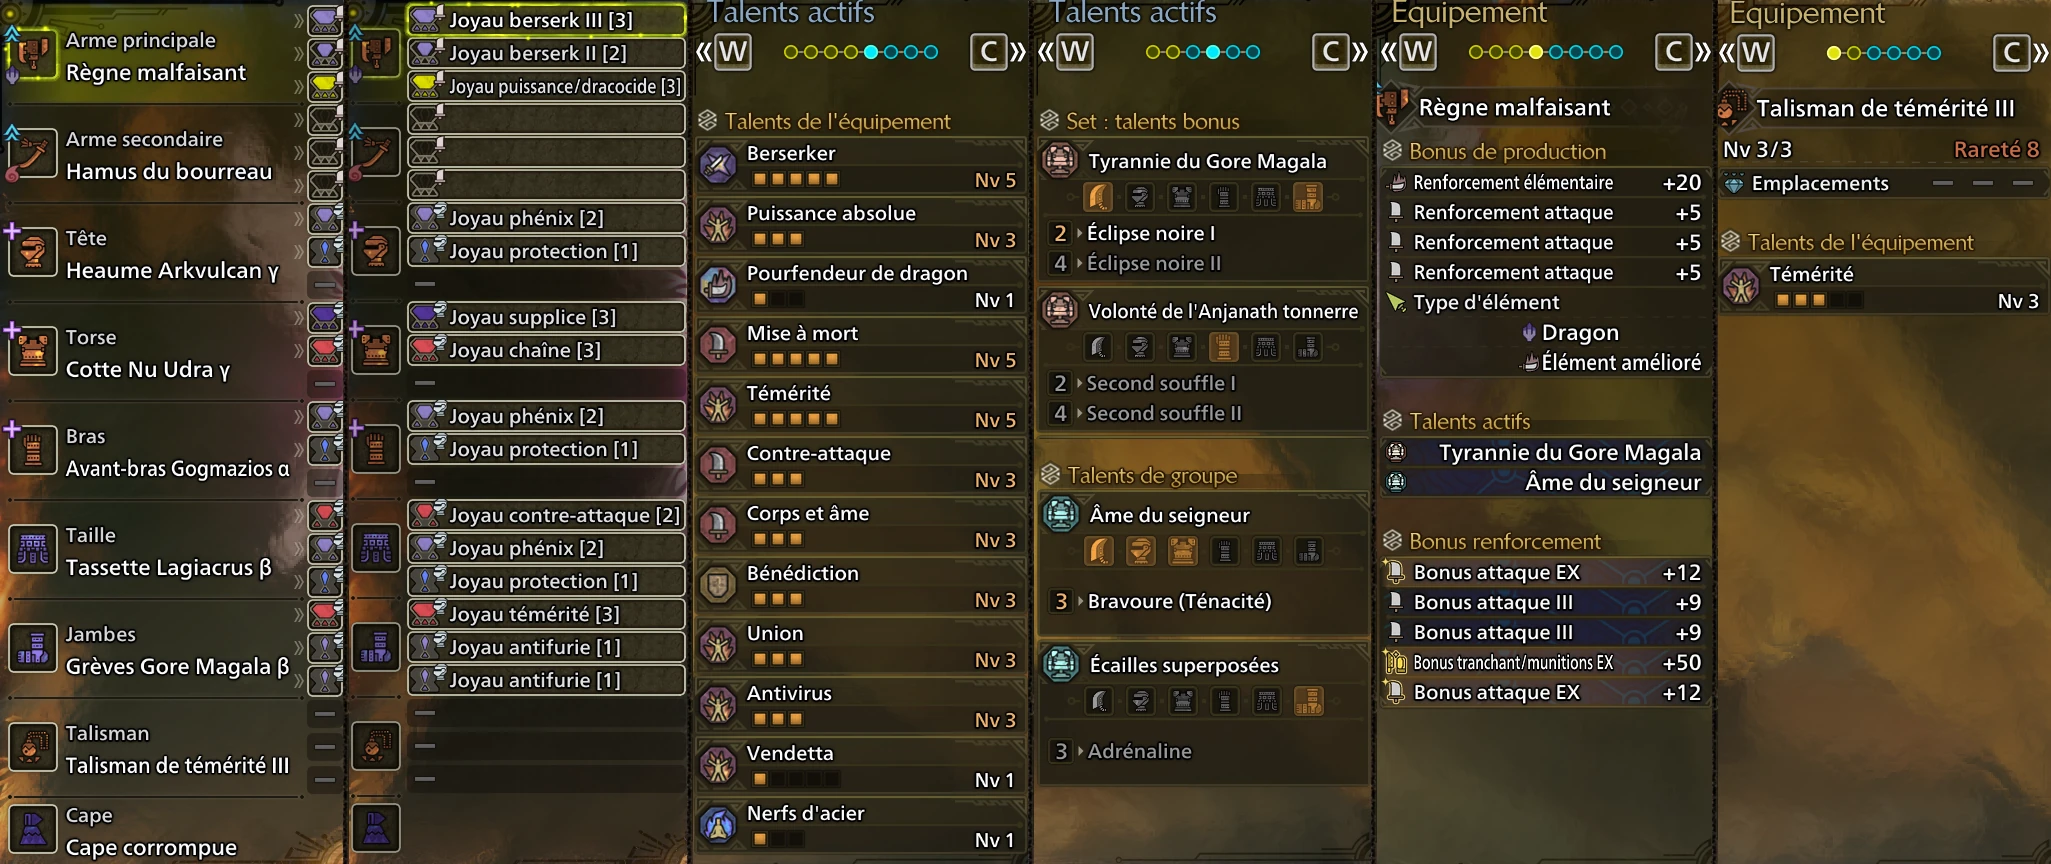 Arme principale
Règne malfaisant
Arme secondaire
Hamus du bourreau
Tête
Heaume Arkvulcan γ
Torse
Cotte Nu Udra γ
Bras
Avant-bras Gogmazios α
Taille
Tassette Lagiacrus β
Jambes
Grèves Gore Magala β
Talisman
Talisman de témérité III
Cape
Cape corrompue
Joyau berserk III [3]
Joyau berserk II [2]
Joyau puissance/dracocide [3]
Joyau phénix [2]
Joyau protection [1]
Joyau supplice [3]
Joyau chaîne [3]
Joyau phénix [2]
Joyau protection [1]
Joyau contre-attaque [2]
Joyau phénix [2]
Joyau protection [1]
Joyau témérité [3]
Joyau antifurie [1]
Joyau antifurie [1]
Talents actifs
« W C »
Talents de l'équipement
Berserker
Nv 5
Puissance absolue
Nv 3
Pourfendeur de dragon
Nv 1
Mise à mort
Nv 5
Témérité
Nv 5
Contre-attaque
Nv 3
Corps et âme
Nv 3
Bénédiction
Nv 3
Union
Nv 3
Antivirus
Nv 3
Vendetta
Nv 1
Nerfs d'acier
Nv 1
Talents actifs
« W C »
Set : talents bonus
Tyrannie du Gore Magala
2 Éclipse noire I
4 Éclipse noire II
Volonté de l'Anjanath tonnerre
2 Second souffle I
4 Second souffle II
Talents de groupe
Âme du seigneur
3 Bravoure (Ténacité)
Écailles superposées
3 Adrénaline
Equipement
« W C »
Règne malfaisant
Bonus de production
Renforcement élémentaire +20
Renforcement attaque +5
Renforcement attaque +5
Renforcement attaque +5
Type d'élément
Dragon
Élément amélioré
Talents actifs
Tyrannie du Gore Magala
Âme du seigneur
Bonus renforcement
Bonus attaque EX +12
Bonus attaque III +9
Bonus attaque III +9
Bonus tranchant/munitions EX +50
Bonus attaque EX +12
Equipement
« W C »
Talisman de témérité III
Nv 3/3 Rareté 8
Emplacements — — —
Talents de l'équipement
Témérité
Nv 3